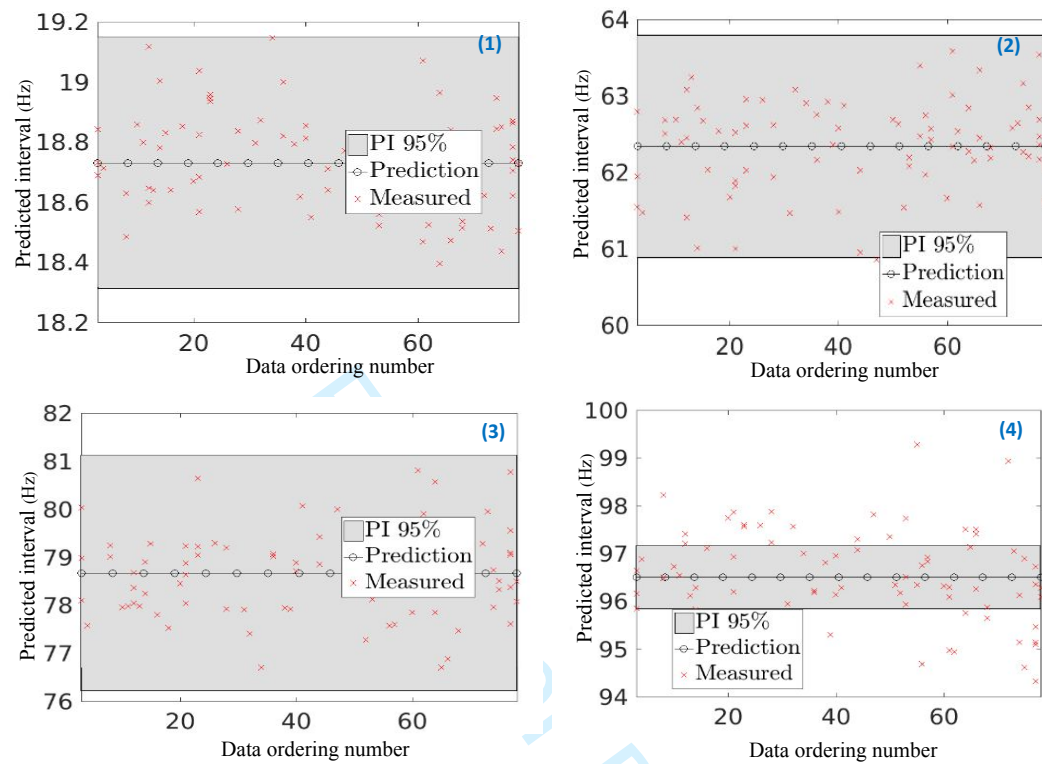 19.2
19
18.8
18.6
18.4
18.2
Predicted interval (Hz)
(1)
PI 95%
Prediction
Measured
20
40
60
Data ordering number
64
63
62
61
60
Predicted interval (Hz)
(2)
PI 95%
Prediction
Measured
20
40
60
Data ordering number
82
81
80
79
78
77
76
Predicted interval (Hz)
(3)
PI 95%
Prediction
Measured
20
40
60
Data ordering number
100
99
98
97
96
95
94
Predicted interval (Hz)
(4)
PI 95%
Prediction
Measured
20
40
60
Data ordering number